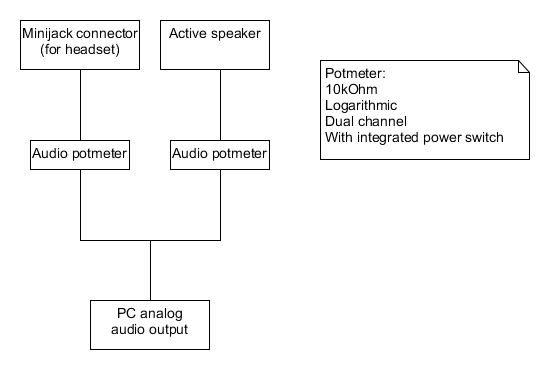 Minijack connector
(for headset)
Active speaker
Potmeter:
10kOhm
Logarithmic
Dual channel
With integrated power switch
Audio potmeter
Audio potmeter
PC analog
audio output